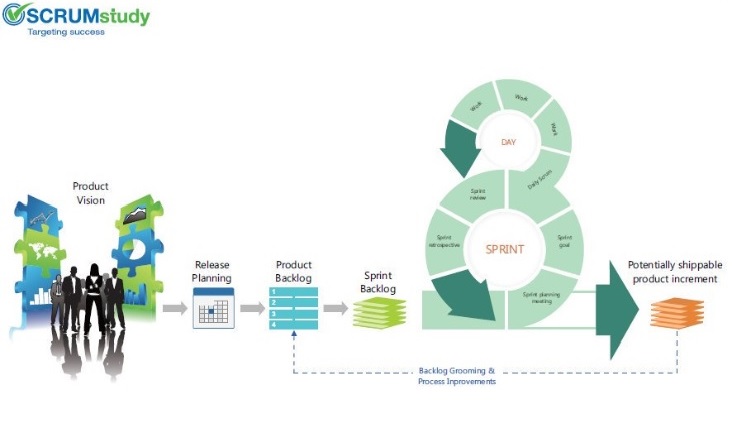 SCRUMstudy
Targeting success
Product
Vision
Release
Planning
Product
Backlog
1
2
3
4
Sprint
Backlog
Work
Work
Work
DAY
Daily Scrum
Sprint
review
Sprint
retrospective
SPRINT
Sprint
goal
Sprint planning
meeting
Potentially shippable
product increment
Backlog Grooming &
Process Inprovements